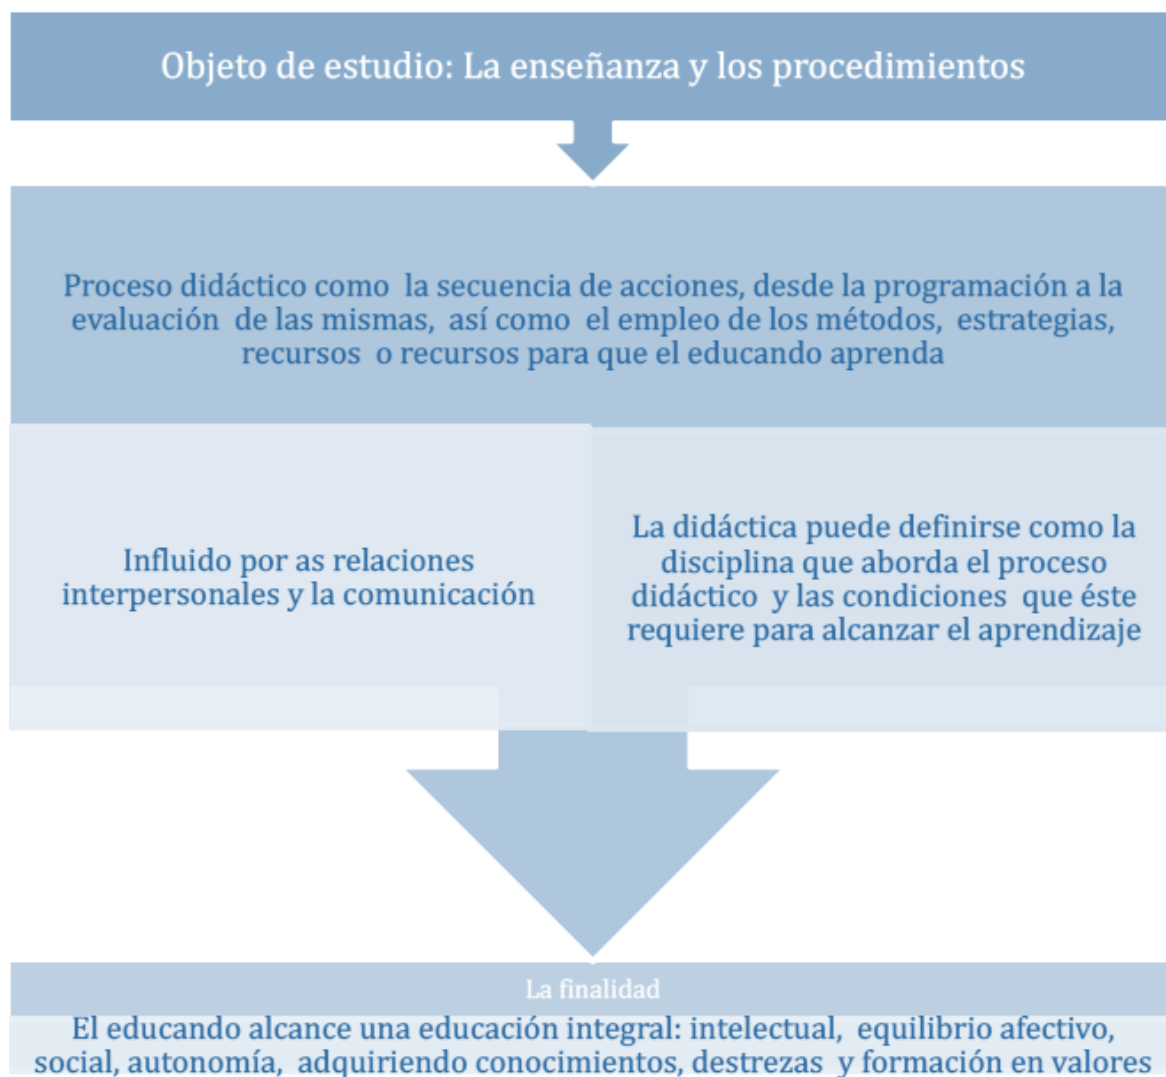 Objeto de estudio: La enseñanza y los procedimientos
Proceso didáctico como la secuencia de acciones, desde la programación a la
evaluación de las mismas, así como el empleo de los métodos, estrategias,
recursos o recursos para que el educando aprenda
Influido por as relaciones
interpersonales y la comunicación
La didáctica puede definirse como la
disciplina que aborda el proceso
didáctico y las condiciones que éste
requiere para alcanzar el aprendizaje
La finalidad
El educando alcance una educación integral: intelectual, equilibrio afectivo,
social, autonomía, adquiriendo conocimientos, destrezas y formación en valores